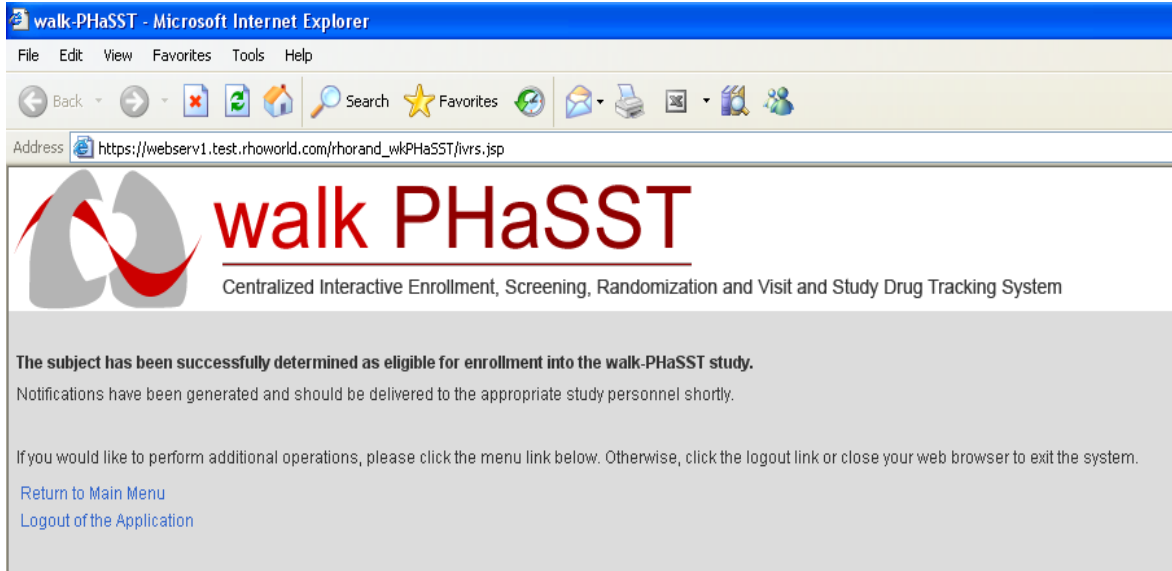 walk-PHaSST - Microsoft Internet Explorer
File Edit View Favorites Tools Help
Back Search Favorites
Address https://webserv1.test.rhoworld.com/rhorand_wkPHaSST/ivrs.jsp
walk PHaSST
Centralized Interactive Enrollment, Screening, Randomization and Visit and Study Drug Tracking System
The subject has been successfully determined as eligible for enrollment into the walk-PHaSST study.
Notifications have been generated and should be delivered to the appropriate study personnel shortly.
If you would like to perform additional operations, please click the menu link below. Otherwise, click the logout link or close your web browser to exit the system.
Return to Main Menu
Logout of the Application